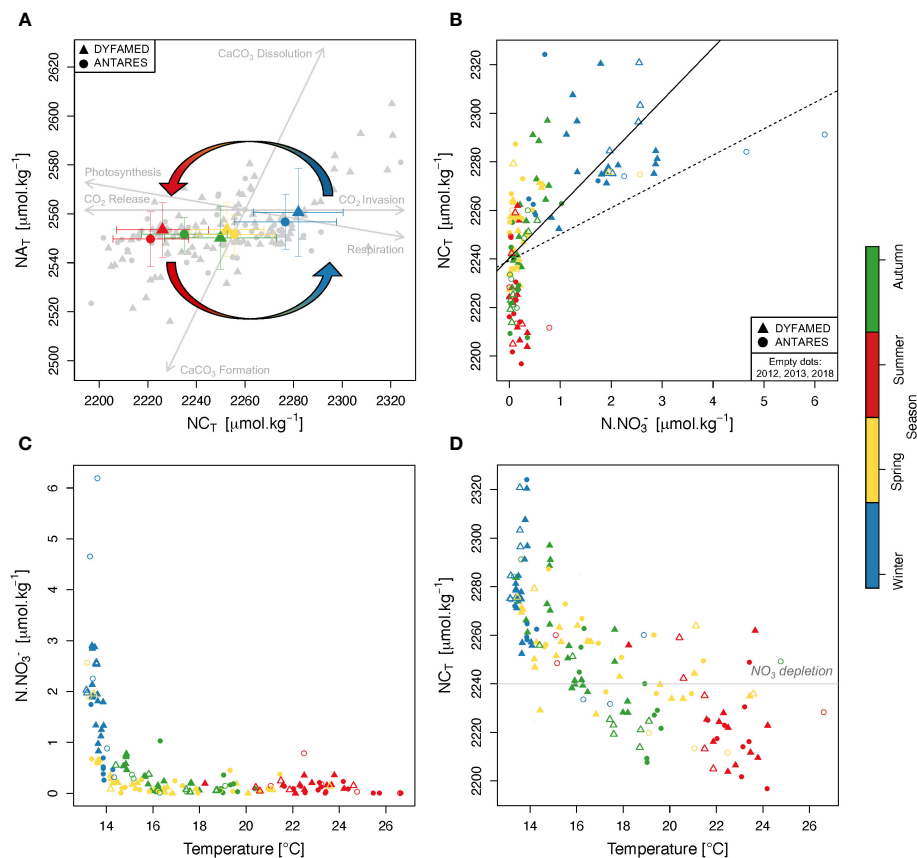 A
B
▲ DYFAMED
● ANTARES
CaCO3 Dissolution
Photosynthesis
CO2 Release
CO2 Invasion
Respiration
CaCO3 Formation
NAT [μmol.kg−1]
2500
2520
2540
2560
2580
2600
2620
2200
2220
2240
2260
2280
2300
2320
NCT [μmol.kg−1]
NCT [μmol.kg−1]
2200
2220
2240
2260
2280
2300
2320
▲ DYFAMED
● ANTARES
Empty dots:
2012, 2013, 2018
0
1
2
3
4
5
6
N.NO3− [μmol.kg−1]
Autumn
Summer
Spring
Winter
Season
C
D
N.NO3− [μmol.kg−1]
0
1
2
3
4
5
6
14
16
18
20
22
24
26
Temperature [°C]
NCT [μmol.kg−1]
2200
2220
2240
2260
2280
2300
2320
NO3 depletion
14
16
18
20
22
24
26
Temperature [°C]